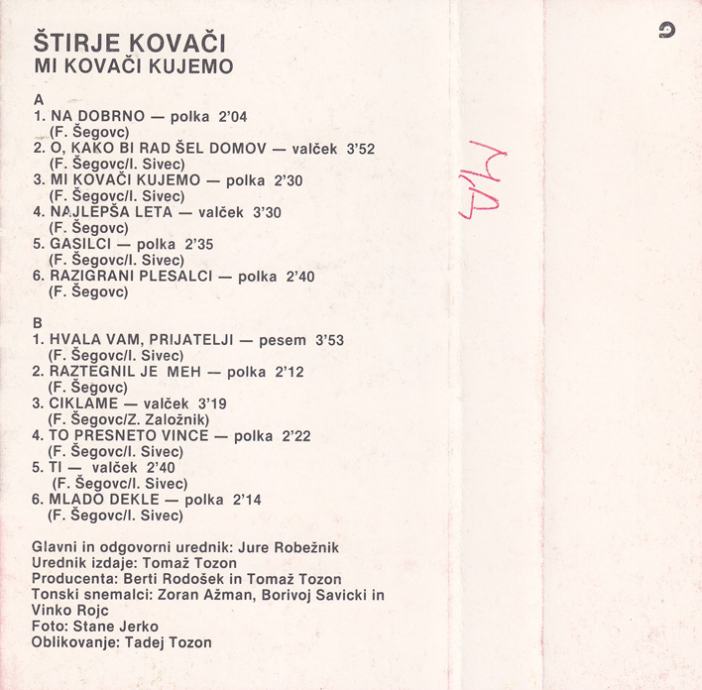 ŠTIRJE KOVAČI
MI KOVAČI KUJEMO
A
1. NA DOBRNO — polka 2'04
(F. Šegovc)
2. O, KAKO BI RAD ŠEL DOMOV — valček 3'52
(F. Šegovc/I. Sivec)
3. MI KOVAČI KUJEMO — polka 2'30
(F. Šegovc/I. Sivec)
4. NAJLEPŠA LETA — valček 3'30
(F. Šegovc)
5. GASILCI — polka 2'35
(F. Šegovc/I. Sivec)
6. RAZIGRANI PLESALCI — polka 2'40
(F. Šegovc)
B
1. HVALA VAM, PRIJATELJI — pesem 3'53
(F. Šegovc/I. Sivec)
2. RAZTEGNIL JE MEH — polka 2'12
(F. Šegovc)
3. CIKLAME — valček 3'19
(F. Šegovc/Z. Založnik)
4. TO PRESNETO VINCE — polka 2'22
(F. Šegovc/I. Sivec)
5. TI — valček 2'40
(F. Šegovc/I. Sivec)
6. MLADO DEKLE — polka 2'14
(F. Šegovc/I. Sivec)
Glavni in odgovorni urednik: Jure Robežnik
Urednik izdaje: Tomaž Tozon
Producenta: Berti Rodošek in Tomaž Tozon
Tonski snemalci: Zoran Ažman, Borivoj Savicki in
Vinko Rojc
Foto: Stane Jerko
Oblikovanje: Tadej Tozon